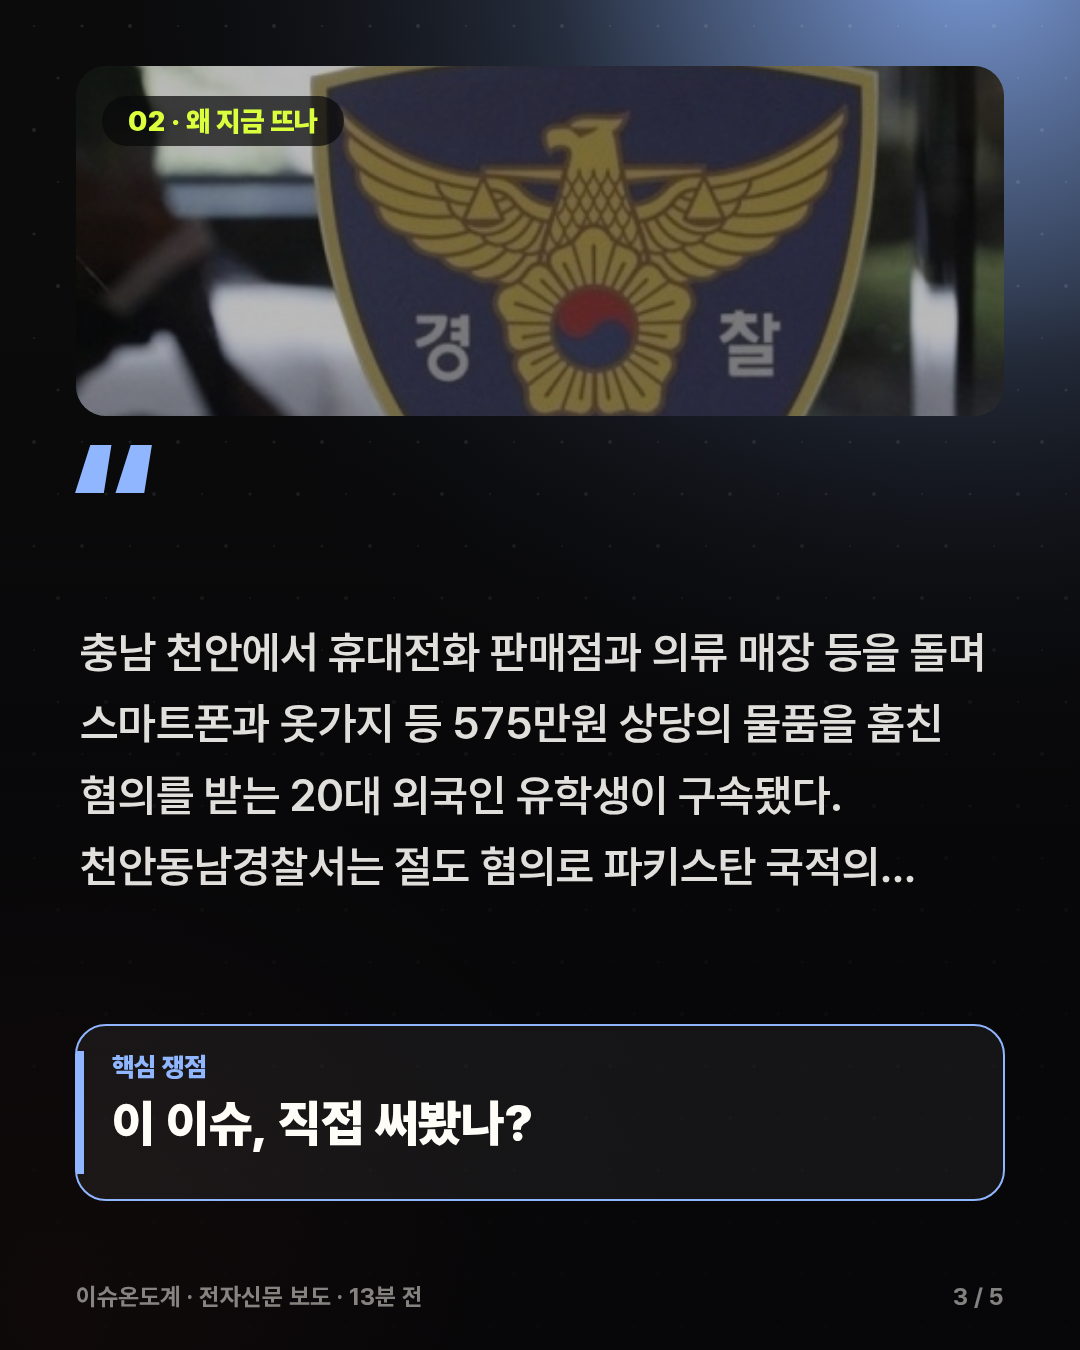 02 · 왜 지금 뜨나
경 찰
충남 천안에서 휴대전화 판매점과 의류 매장 등을 돌며
스마트폰과 옷가지 등 575만원 상당의 물품을 훔친
혐의를 받는 20대 외국인 유학생이 구속됐다.
천안동남경찰서는 절도 혐의로 파키스탄 국적의...
핵심 쟁점
이 이슈, 직접 써봤나?
이슈온도계 · 전자신문 보도 · 13분 전
3 / 5